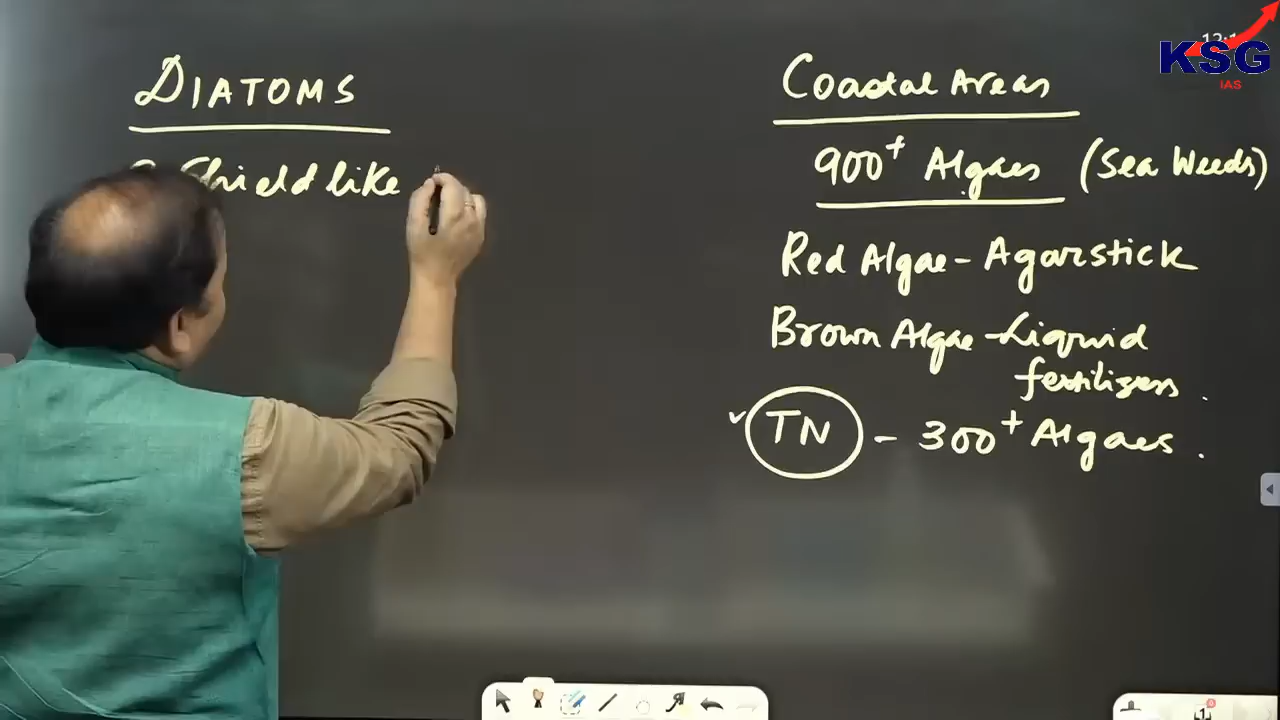 DIATOMS
Shield like
Coastal Areas
900+ Algaes (Sea Weeds)
Red Algae - Agarstick
Brown Algae - Liquid
fertilizers.
TN - 300+ Algaes.
KSG
IAS